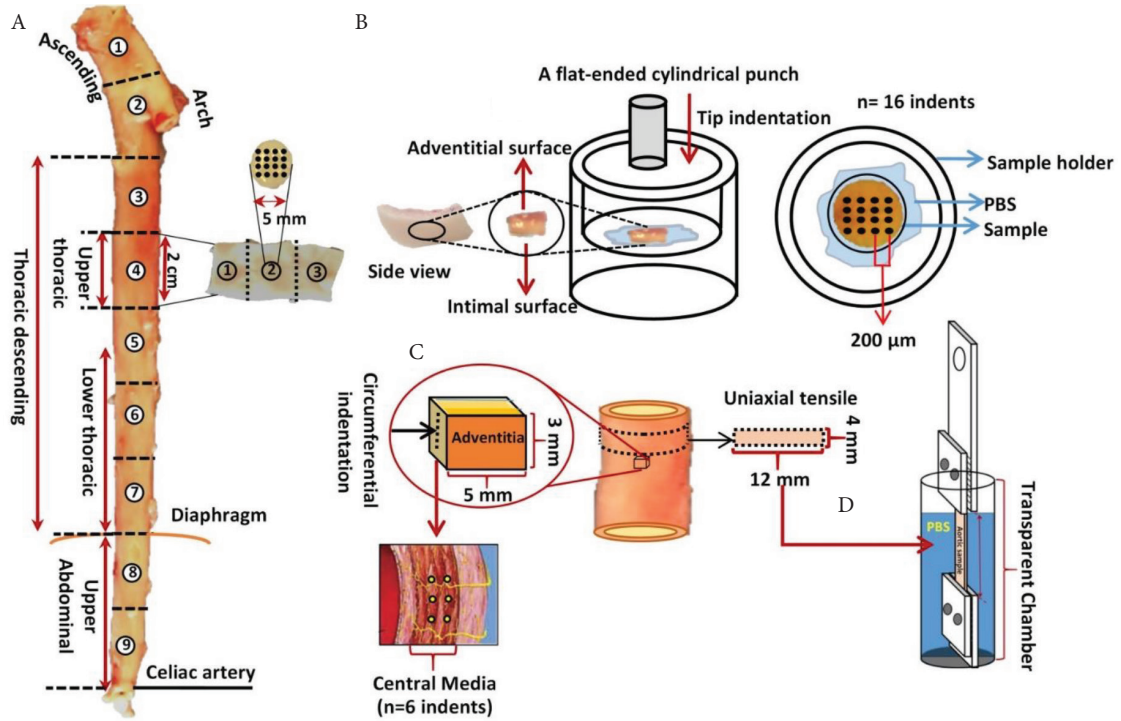 A
Ascending
1
2
Arch
3
4
5
6
7
8
9
Thoracic descending
Upper
thoracic
2 cm
Lower thoracic
Upper
Abdominal
5 mm
1
2
3
Diaphragm
Celiac artery
B
A flat-ended cylindrical punch
Tip indentation
n= 16 indents
Adventitial surface
Sample holder
PBS
Sample
Side view
Intimal surface
200 µm
C
Circumferential
indentation
Adventitia
3 mm
5 mm
Uniaxial tensile
4 mm
12 mm
Central Media
(n=6 indents)
D
PBS
Aortic sample
Transparent Chamber